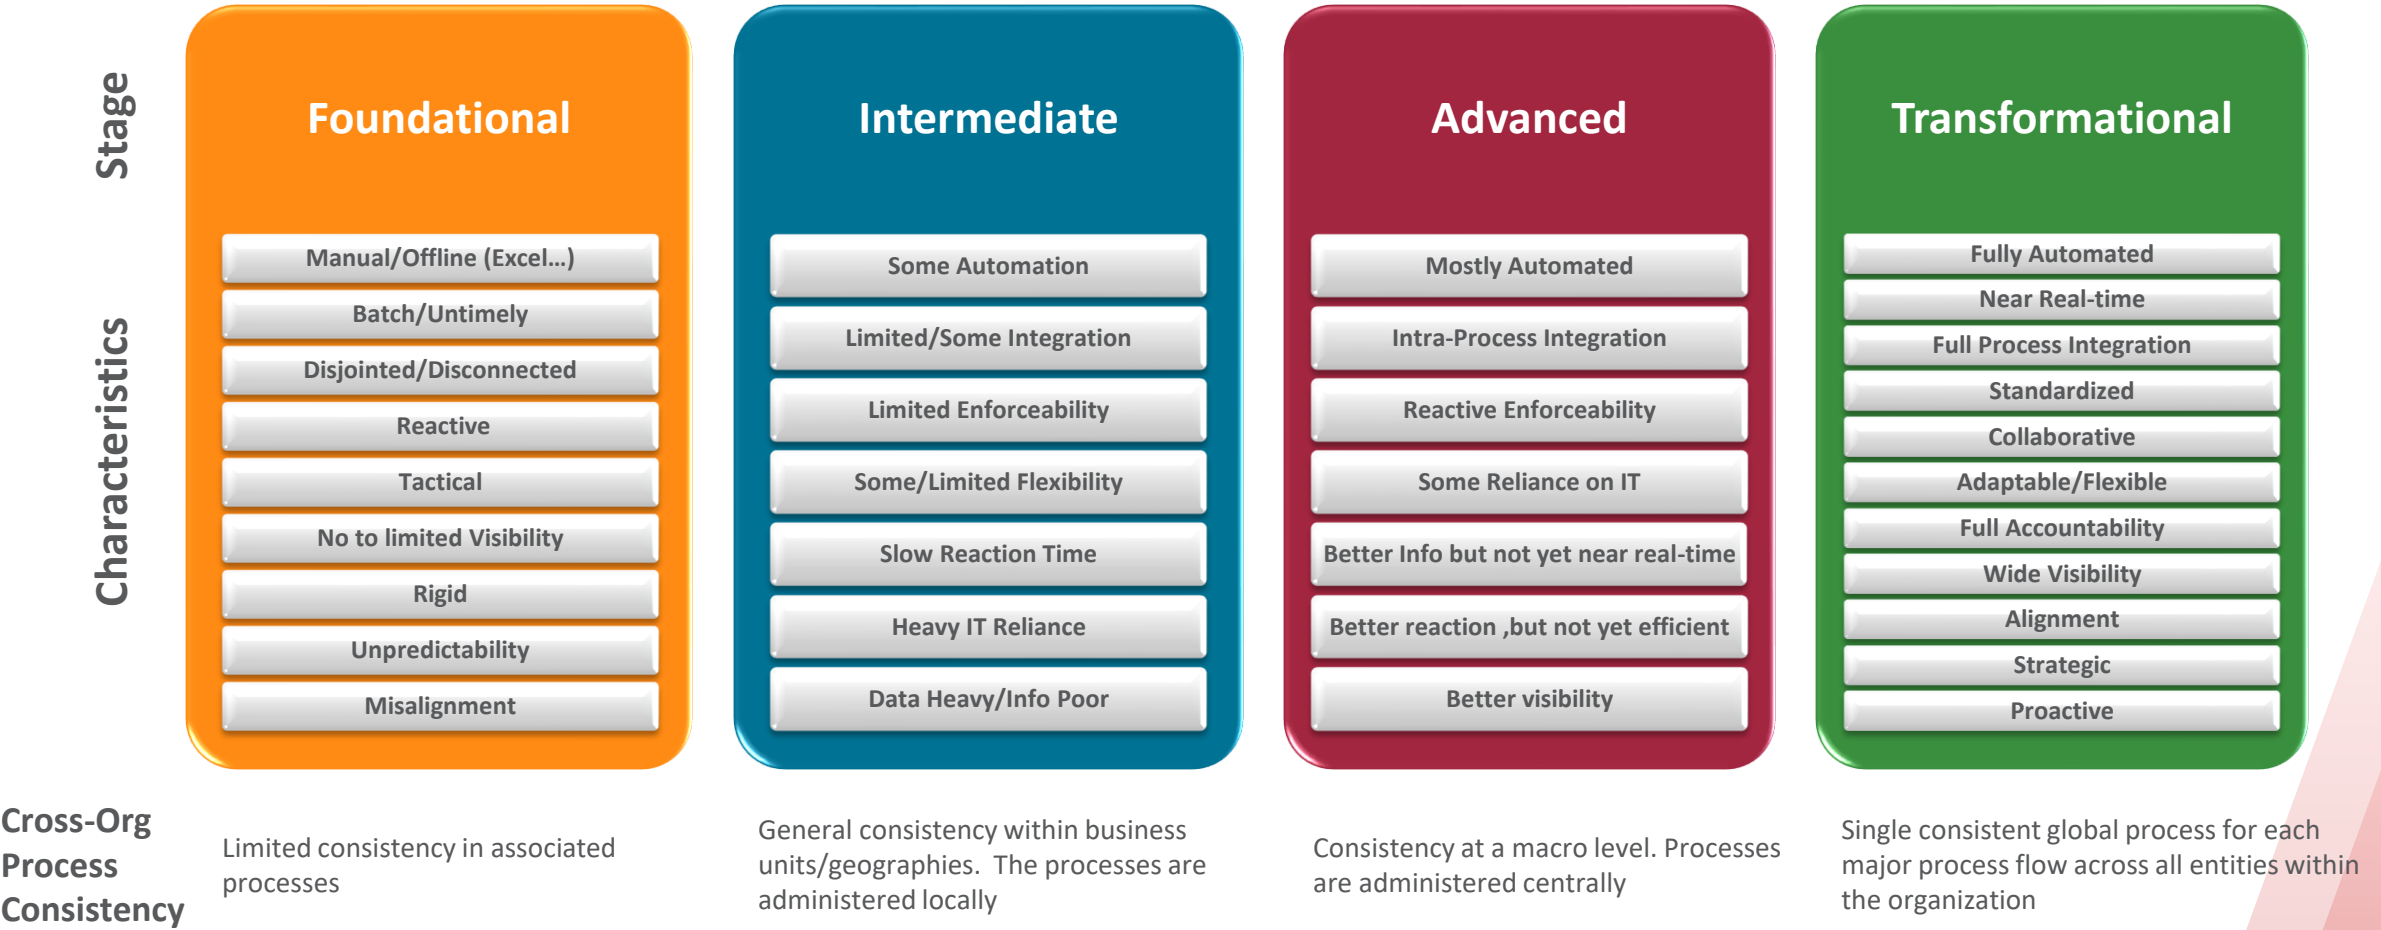 Stage
Foundational
Intermediate
Advanced
Transformational
Characteristics
Manual/Offline (Excel…)
Batch/Untimely
Disjointed/Disconnected
Reactive
Tactical
No to limited Visibility
Rigid
Unpredictability
Misalignment
Some Automation
Limited/Some Integration
Limited Enforceability
Some/Limited Flexibility
Slow Reaction Time
Heavy IT Reliance
Data Heavy/Info Poor
Mostly Automated
Intra-Process Integration
Reactive Enforceability
Some Reliance on IT
Better Info but not yet near real-time
Better reaction ,but not yet efficient
Better visibility
Fully Automated
Near Real-time
Full Process Integration
Standardized
Collaborative
Adaptable/Flexible
Full Accountability
Wide Visibility
Alignment
Strategic
Proactive
Cross-Org
Process
Consistency
Limited consistency in associated
processes
General consistency within business
units/geographies.  The processes are
administered locally
Consistency at a macro level. Processes
are administered centrally
Single consistent global process for each
major process flow across all entities within
the organization